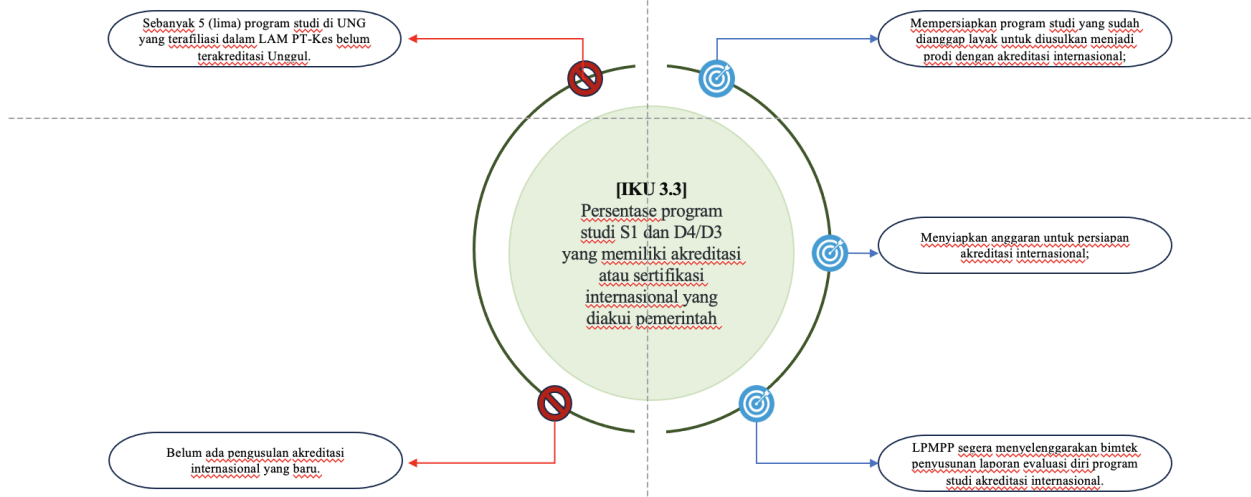 Sebanyak 5 (lima) program studi di UNG
yang terafiliasi dalam LAM PT-Kes belum
terakreditasi Unggul.
Mempersiapkan program studi yang sudah
dianggap layak untuk diusulkan menjadi
prodi dengan akreditasi internasional;
[IKU 3.3]
Persentase program
studi S1 dan D4/D3
yang memiliki akreditasi
atau sertifikasi
internasional yang
diakui pemerintah
Menyiapkan anggaran untuk persiapan
akreditasi internasional;
Belum ada pengusulan akreditasi
internasional yang baru.
LPMPP segera menyelenggarakan bimtek
penyusunan laporan evaluasi diri program
studi akreditasi internasional.